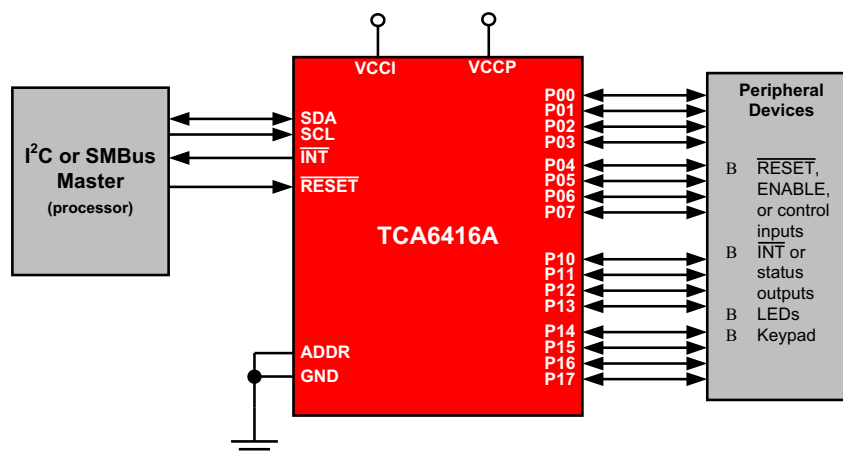 VCCI
VCCP
I²C or SMBus
Master
(processor)
SDA
SCL
INT
RESET
TCA6416A
ADDR
GND
P00
P01
P02
P03
P04
P05
P06
P07
P10
P11
P12
P13
P14
P15
P16
P17
Peripheral
Devices
B RESET,
ENABLE,
or control
inputs
B INT or
status
outputs
B LEDs
B Keypad